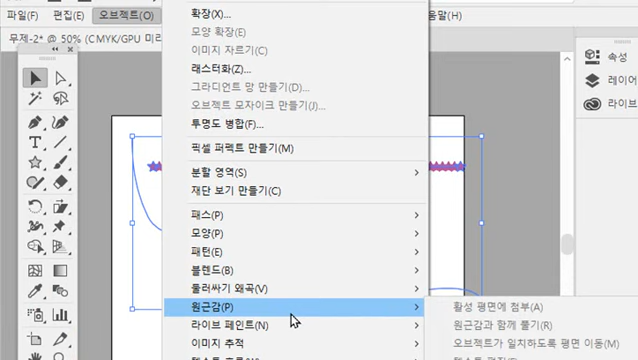 확장(X)...
파일(F) 편집(E) 오브젝트(O) 움말(H)
모양 확장(E)
무제-2* @ 50% (CMYK/GPU 미리
이미지 자르기(C)
래스터화(Z)...
그라디언트 망 만들기(D)...
오브젝트 모자이크 만들기(J)...
투명도 병합(F)...
픽셀 퍼펙트 만들기(M)
분할 영역(S)
재단 보기 만들기(C)
패스(P)
모양(P)
패턴(E)
블렌드(B)
둘러싸기 왜곡(V)
원근감(P)
라이브 페인트(N)
이미지 추적
속성
레이어
라이브
활성 평면에 첨부(A)
원근감과 함께 풀기(R)
오브젝트가 일치하도록 평면 이동(M)